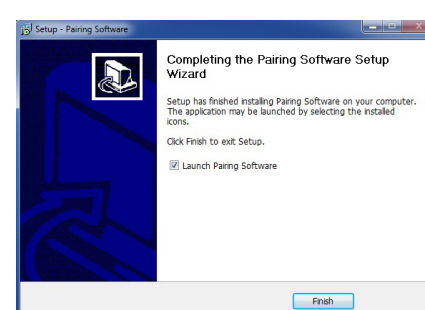 Setup - Pairing Software
Completing the Pairing Software Setup
Wizard
Setup has finished installing Pairing Software on your computer.
The application may be launched by selecting the installed
icons.
Click Finish to exit Setup.
Launch Pairing Software
Finish